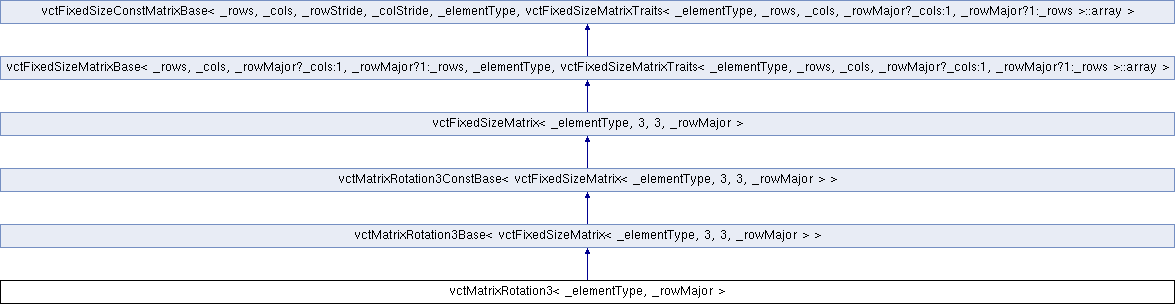 vctFixedSizeConstMatrixBase< _rows, _cols, _rowStride, _colStride, _elementType, vctFixedSizeMatrixTraits< _elementType, _rows, _cols, _rowMajor?_cols:1, _rowMajor?1:_rows >::array >
vctFixedSizeMatrixBase< _rows, _cols, _rowMajor?_cols:1, _rowMajor?1:_rows, _elementType, vctFixedSizeMatrixTraits< _elementType, _rows, _cols, _rowMajor?_cols:1, _rowMajor?1:_rows >::array >
vctFixedSizeMatrix< _elementType, 3, 3, _rowMajor >
vctMatrixRotation3ConstBase< vctFixedSizeMatrix< _elementType, 3, 3, _rowMajor > >
vctMatrixRotation3Base< vctFixedSizeMatrix< _elementType, 3, 3, _rowMajor > >
vctMatrixRotation3< _elementType, _rowMajor >